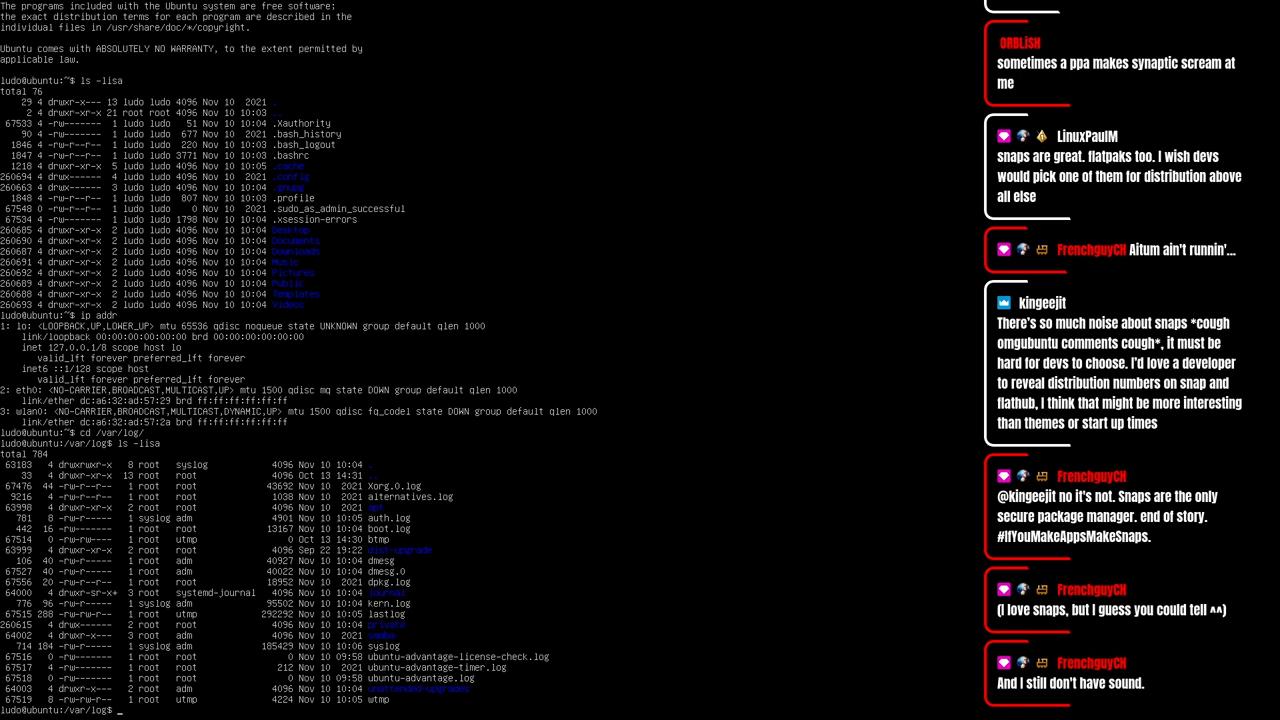 The programs included with the Ubuntu system are free software;
the exact distribution terms for each program are described in the
individual files in /usr/share/doc/*/copyright.
Ubuntu comes with ABSOLUTELY NO WARRANTY, to the extent permitted by
applicable law.
ludo@ubuntu:~$ ls -lisa
total 76
29 4 drwxr-x--- 13 ludo ludo 4096 Nov 10  2021 .
2 4 drwxr-xr-x 21 root root 4096 Nov 10 10:03 ..
67533 4 -rw------- 1 ludo ludo 51 Nov 10 10:04 .Xauthority
90 4 -rw------- 1 ludo ludo 677 Nov 10  2021 .bash_history
1846 4 -rw-r--r-- 1 ludo ludo 220 Nov 10 10:03 .bash_logout
1847 4 -rw-r--r-- 1 ludo ludo 3771 Nov 10 10:03 .bashrc
1218 4 drwxr-xr-x 5 ludo ludo 4096 Nov 10 10:05 .cache
260694 4 drwx------ 4 ludo ludo 4096 Nov 10  2021 .config
260663 4 drwx------ 3 ludo ludo 4096 Nov 10 10:04 .gnupg
1848 4 -rw-r--r-- 1 ludo ludo 807 Nov 10 10:03 .profile
67548 0 -rw-r--r-- 1 ludo ludo 0 Nov 10 10:04 .sudo_as_admin_successful
67534 4 -rw------- 1 ludo ludo 1798 Nov 10 10:04 .xsession-errors
260685 4 drwxr-xr-x 2 ludo ludo 4096 Nov 10 10:04 Desktop
260690 4 drwxr-xr-x 2 ludo ludo 4096 Nov 10 10:04 Documents
260687 4 drwxr-xr-x 2 ludo ludo 4096 Nov 10 10:04 Downloads
260691 4 drwxr-xr-x 2 ludo ludo 4096 Nov 10 10:04 Music
260692 4 drwxr-xr-x 2 ludo ludo 4096 Nov 10 10:04 Pictures
260689 4 drwxr-xr-x 2 ludo ludo 4096 Nov 10 10:04 Public
260688 4 drwxr-xr-x 2 ludo ludo 4096 Nov 10 10:04 Templates
260693 4 drwxr-xr-x 2 ludo ludo 4096 Nov 10 10:04 Videos
ludo@ubuntu:~$ ip addr
1: lo: <LOOPBACK,UP,LOWER_UP> mtu 65536 qdisc noqueue state UNKNOWN group default qlen 1000
link/loopback 00:00:00:00:00:00 brd 00:00:00:00:00:00
inet 127.0.0.1/8 scope host lo
valid_lft forever preferred_lft forever
inet6 ::1/128 scope host
valid_lft forever preferred_lft forever
2: eth0: <NO-CARRIER,BROADCAST,MULTICAST,UP> mtu 1500 qdisc mq state DOWN group default qlen 1000
link/ether dc:a6:32:ad:57:29 brd ff:ff:ff:ff:ff:ff
3: wlan0: <NO-CARRIER,BROADCAST,MULTICAST,DYNAMIC,UP> mtu 1500 qdisc fq_codel state DOWN group default qlen 1000
link/ether dc:a6:32:ad:57:2a brd ff:ff:ff:ff:ff:ff
ludo@ubuntu:~$ cd /var/log/
ludo@ubuntu:/var/log$ ls -lisa
total 784
63183 4 drwxrwxr-x 8 root syslog 4096 Nov 10 10:04 .
33 4 drwxr-xr-x 13 root root 4096 Oct 13 14:31 ..
67476 44 -rw-r--r-- 1 root root 43692 Nov 10  2021 Xorg.0.log
9216 4 -rw-r--r-- 1 root root 1038 Nov 10  2021 alternatives.log
63998 4 drwxr-xr-x 2 root root 4096 Nov 10  2021 apt
781 8 -rw-r----- 1 syslog adm 4901 Nov 10 10:05 auth.log
442 16 -rw-r--r-- 1 root root 13167 Nov 10 10:04 boot.log
67514 0 -rw-rw---- 1 root utmp 0 Oct 13 14:30 btmp
63999 4 drwxr-xr-x 2 root root 4096 Sep 22 19:22 dist-upgrade
106 40 -rw-r----- 1 root adm 40927 Nov 10 10:04 dmesg
67527 40 -rw-r----- 1 root adm 40022 Nov 10 10:04 dmesg.0
67556 20 -rw-r--r-- 1 root root 18952 Nov 10  2021 dpkg.log
64000 4 drwxr-sr-x+ 3 root systemd-journal 4096 Nov 10 10:04 journal
776 96 -rw-r----- 1 syslog adm 95502 Nov 10 10:04 kern.log
67515 288 -rw-rw-r-- 1 root utmp 292292 Nov 10 10:05 lastlog
260615 4 drwx------ 2 root root 4096 Nov 10 10:04 private
64002 4 drwxr-x--- 3 root adm 4096 Nov 10  2021 samba
714 184 -rw-r----- 1 syslog adm 185429 Nov 10 10:06 syslog
67516 0 -rw-r--r-- 1 root root 0 Nov 10 09:58 ubuntu-advantage-license-check.log
67517 4 -rw-r--r-- 1 root root 212 Nov 10  2021 ubuntu-advantage-timer.log
67518 0 -rw------- 1 root root 0 Nov 10 09:58 ubuntu-advantage.log
64003 4 drwxr-x--- 2 root adm 4096 Nov 10 10:04 unattended-upgrades
67519 8 -rw-rw-r-- 1 root utmp 4224 Nov 10 10:05 wtmp
ludo@ubuntu:/var/log$ _
ORBLiSH
sometimes a ppa makes synaptic scream at
me
LinuxPaulM
snaps are great. flatpaks too. I wish devs
would pick one of them for distribution above
all else
FrenchguyCH Aitum ain't runnin'...
kingeejit
There's so much noise about snaps *cough
omgubuntu comments cough*, it must be
hard for devs to choose. I'd love a developer
to reveal distribution numbers on snap and
flathub, I think that might be more interesting
than themes or start up times
FrenchguyCH
@kingeejit no it's not. Snaps are the only
secure package manager. end of story.
#IfYouMakeAppsMakeSnaps.
FrenchguyCH
(I love snaps, but I guess you could tell ^^)
FrenchguyCH
And I still don't have sound.